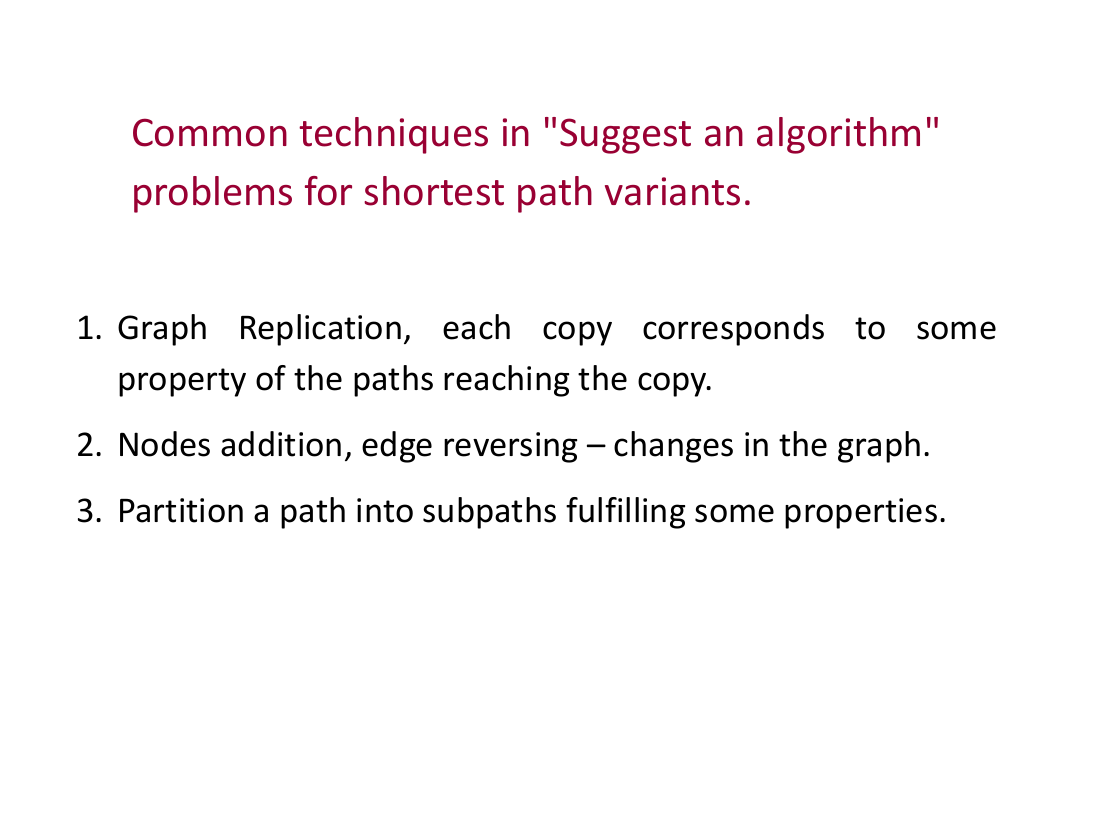 Common techniques in "Suggest an algorithm"
problems for shortest path variants.
1. Graph Replication, each copy corresponds to some
property of the paths reaching the copy.
2. Nodes addition, edge reversing – changes in the graph.
3. Partition a path into subpaths fulfilling some properties.